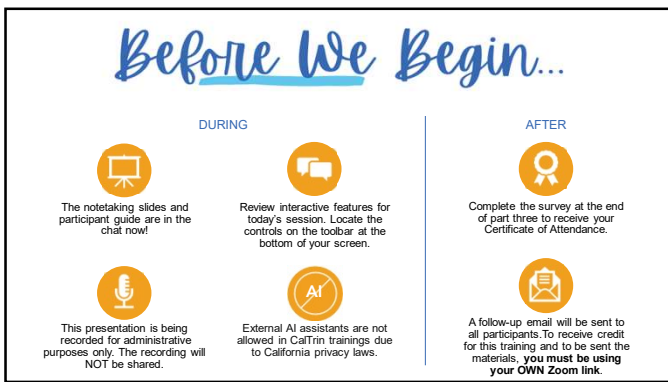 Before We Begin...
DURING
The notetaking slides and
participant guide are in the
chat now!
Review interactive features for
today's session. Locate the
controls on the toolbar at the
bottom of your screen.
This presentation is being
recorded for administrative
purposes only. The recording will
NOT be shared.
AI
External AI assistants are not
allowed in CalTrin trainings due
to California privacy laws.
AFTER
Complete the survey at the end
of part three to receive your
Certificate of Attendance.
A follow-up email will be sent to
all participants.To receive credit
for this training and to be sent the
materials, you must be using
your OWN Zoom link.